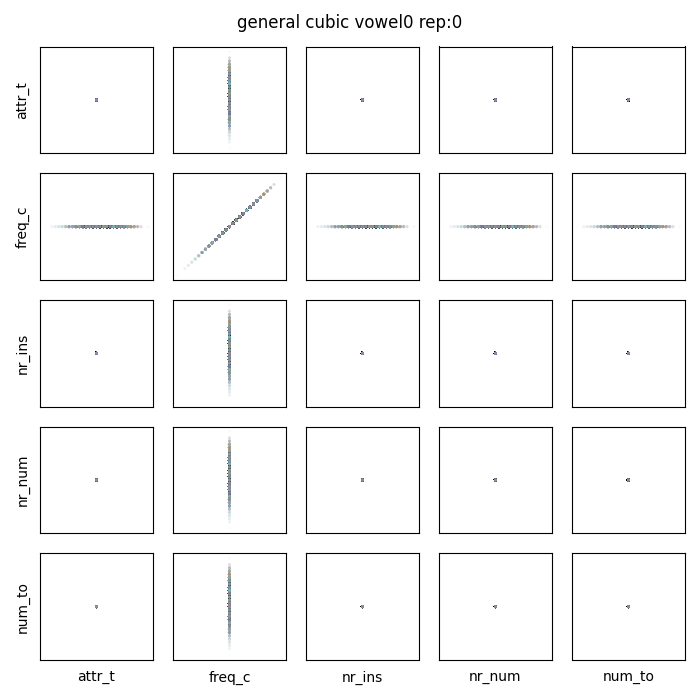 general cubic vowel0 rep:0
attr_t
freq_c
nr_ins
nr_num
num_to
attr_t freq_c nr_ins nr_num num_to